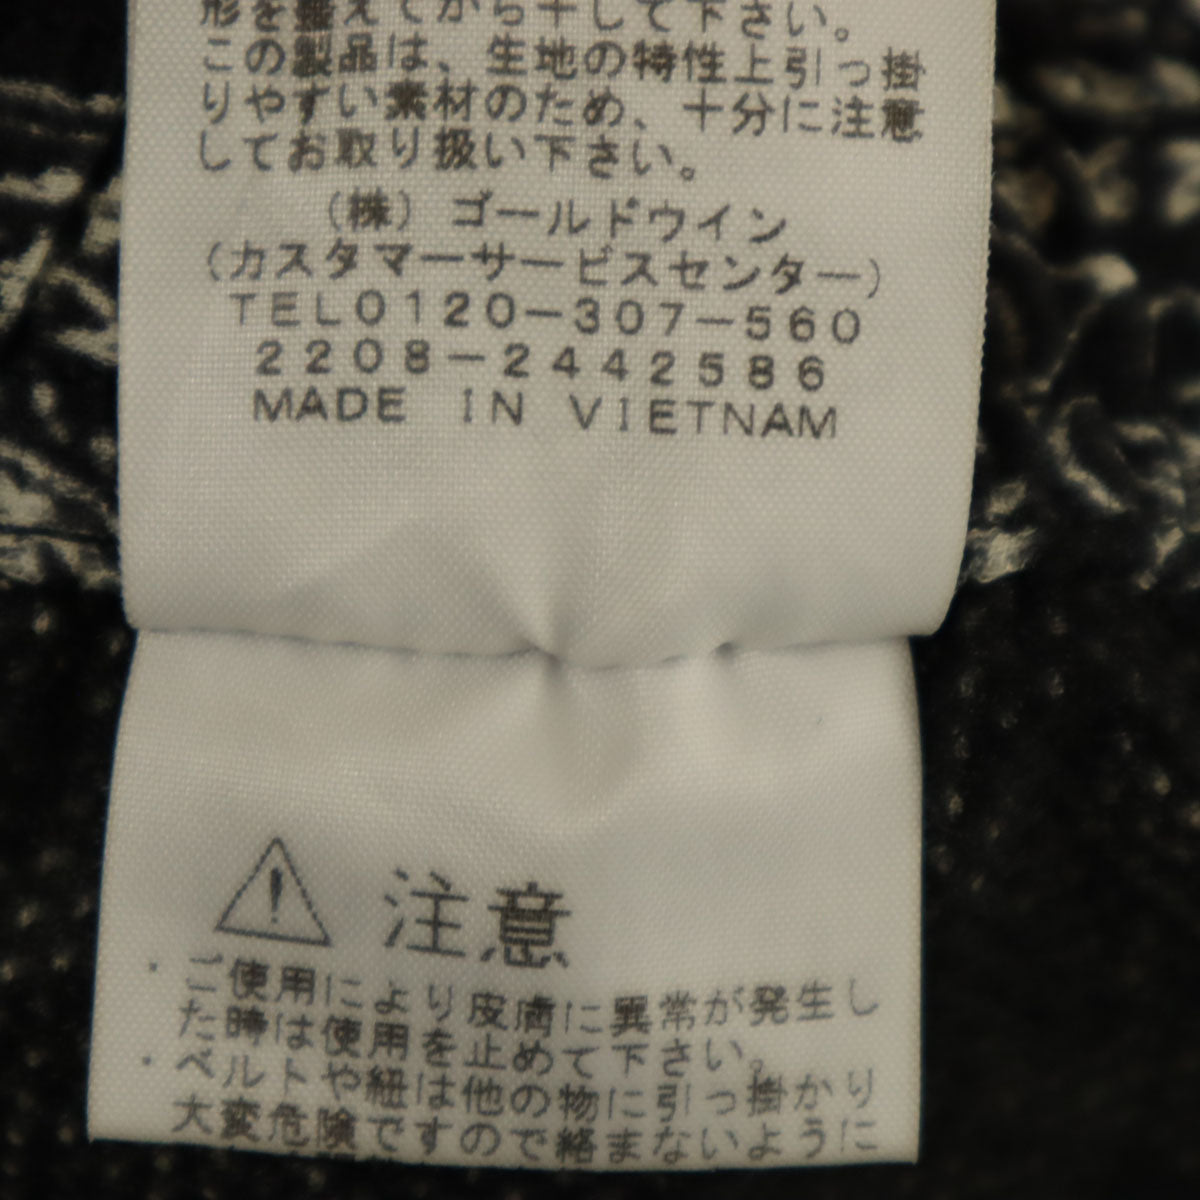 形を整えてから干して下さい。
この製品は、生地の特性上引っ掛
りやすい素材のため、十分に注意
してお取り扱い下さい。
(株)ゴールドウイン
(カスタマーサービスセンター)
TEL0120-307-560
2208-2442586
MADE IN VIETNAM
注意
・ご使用により皮膚に異常が発生し
た時は使用を止めて下さい。
・ベルトや紐は他の物に引っ掛かり
大変危険ですので絡まないように